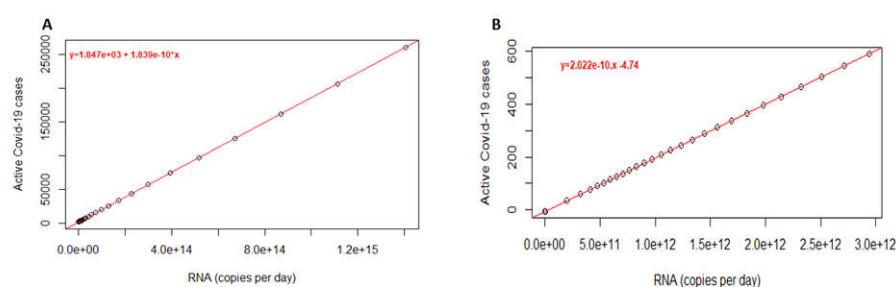 A
y=1.847e+03 + 1.839e-10*x
Active Covid-19 cases
250000
150000
50000
0
0.0e+00 4.0e+14 8.0e+14 1.2e+15
RNA (copies per day)
B
y=2.022e-10.x -4.74
Active Covid-19 cases
600
400
200
0
0.0e+00 5.0e+11 1.0e+12 1.5e+12 2.0e+12 2.5e+12 3.0e+12
RNA (copies per day)